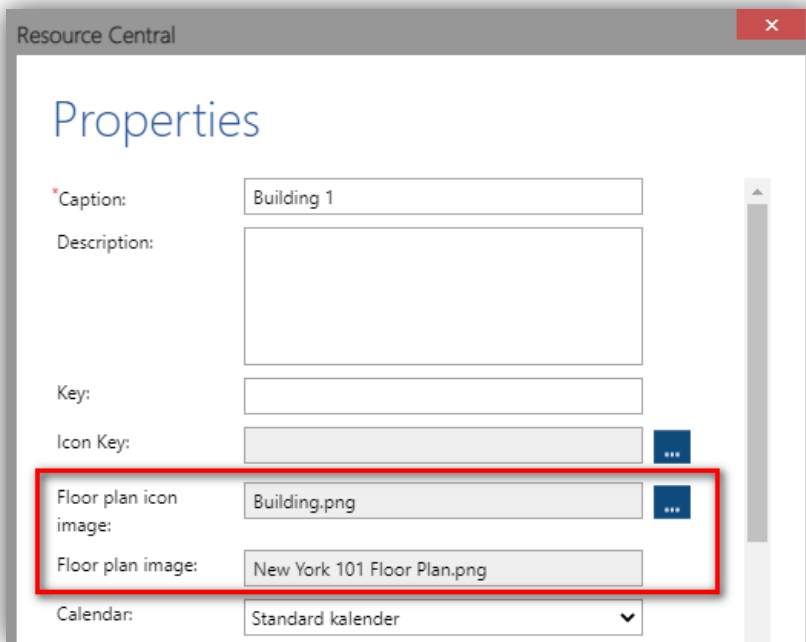 Resource Central
Properties
*Caption:
Building 1
Description:
Key:
Icon Key:
...
Floor plan icon
image:
Building.png
...
Floor plan image:
New York 101 Floor Plan.png
Calendar:
Standard kalender